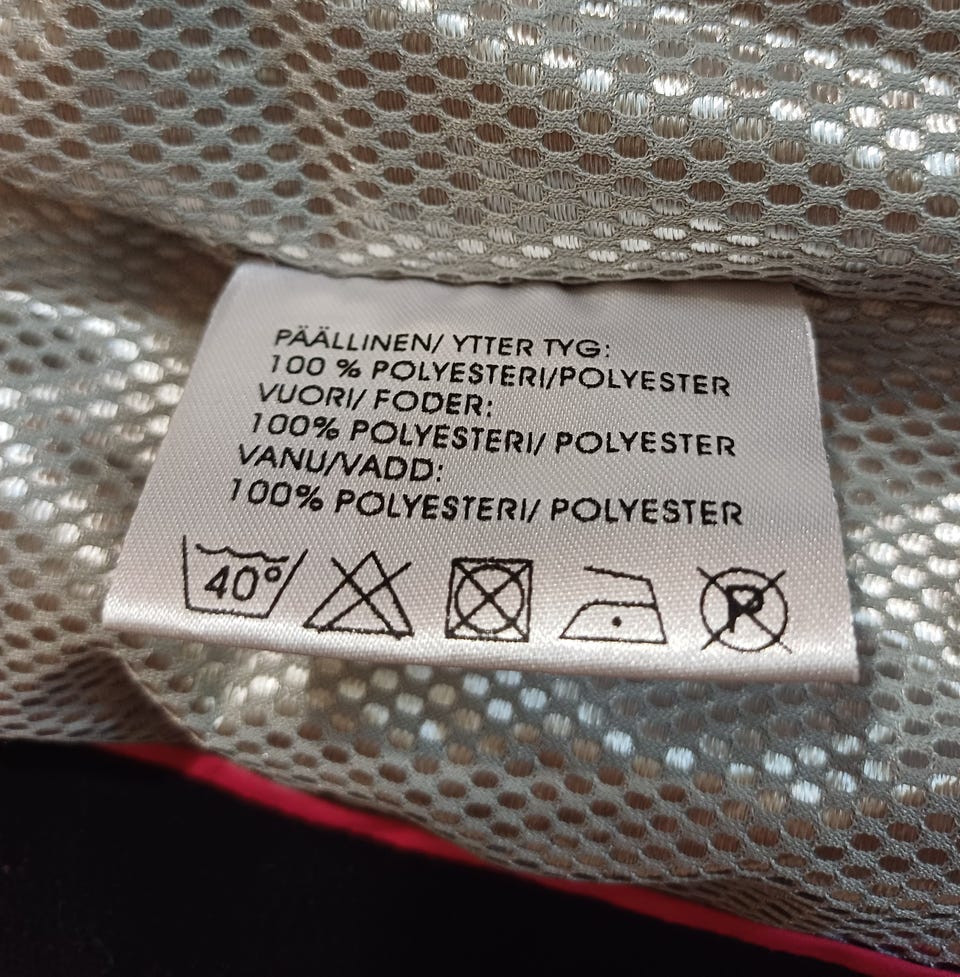 PÄÄLLINEN/ YTTER TYG:
100 % POLYESTERI/POLYESTER
VUORI/ FODER:
100% POLYESTERI/ POLYESTER
VANU/VADD:
100% POLYESTERI/ POLYESTER
40° P